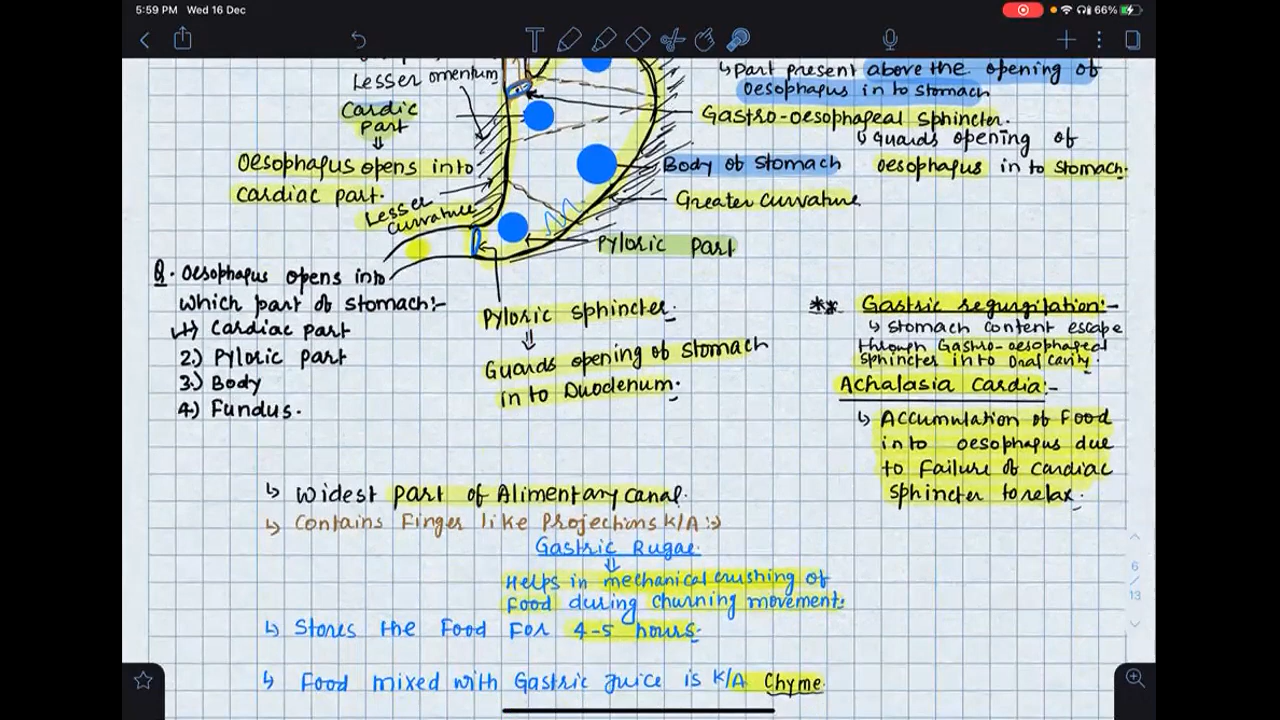 5:59 PM Wed 16 Dec
66%
Lesser omentum
Cardic
part
Oesophagus opens into
cardiac part.
Lesser
curvature
Part present above the opening of
oesophagus in to stomach
Gastro-oesophageal sphincter.
Guards opening of
oesophagus in to stomach.
Body of Stomach
Greater curvature
Pyloric part
Q. Oesophagus opens into
which part of stomach:-
1) Cardiac part
2.) Pyloric part
3.) Body
4.) Fundus.
Pyloric sphincter.
Guards opening of stomach
in to Duodenum.
** Gastric regurgitation:-
stomach content escape
through Gastro-oesophageal
sphincter into oral cavity.
Achalasia Cardia:-
Accumulation of Food
into oesophagus due
to Failure of cardiac
sphincter to relax.
Widest part of Alimentary canal.
Contains Finger like Projections K/A:→
Gastric Rugae.
Helps in mechanical crushing of
Food during churning movement.
Stores the Food For 4-5 hours.
Food mixed with Gastric juice is K/A Chyme.
6
/
13